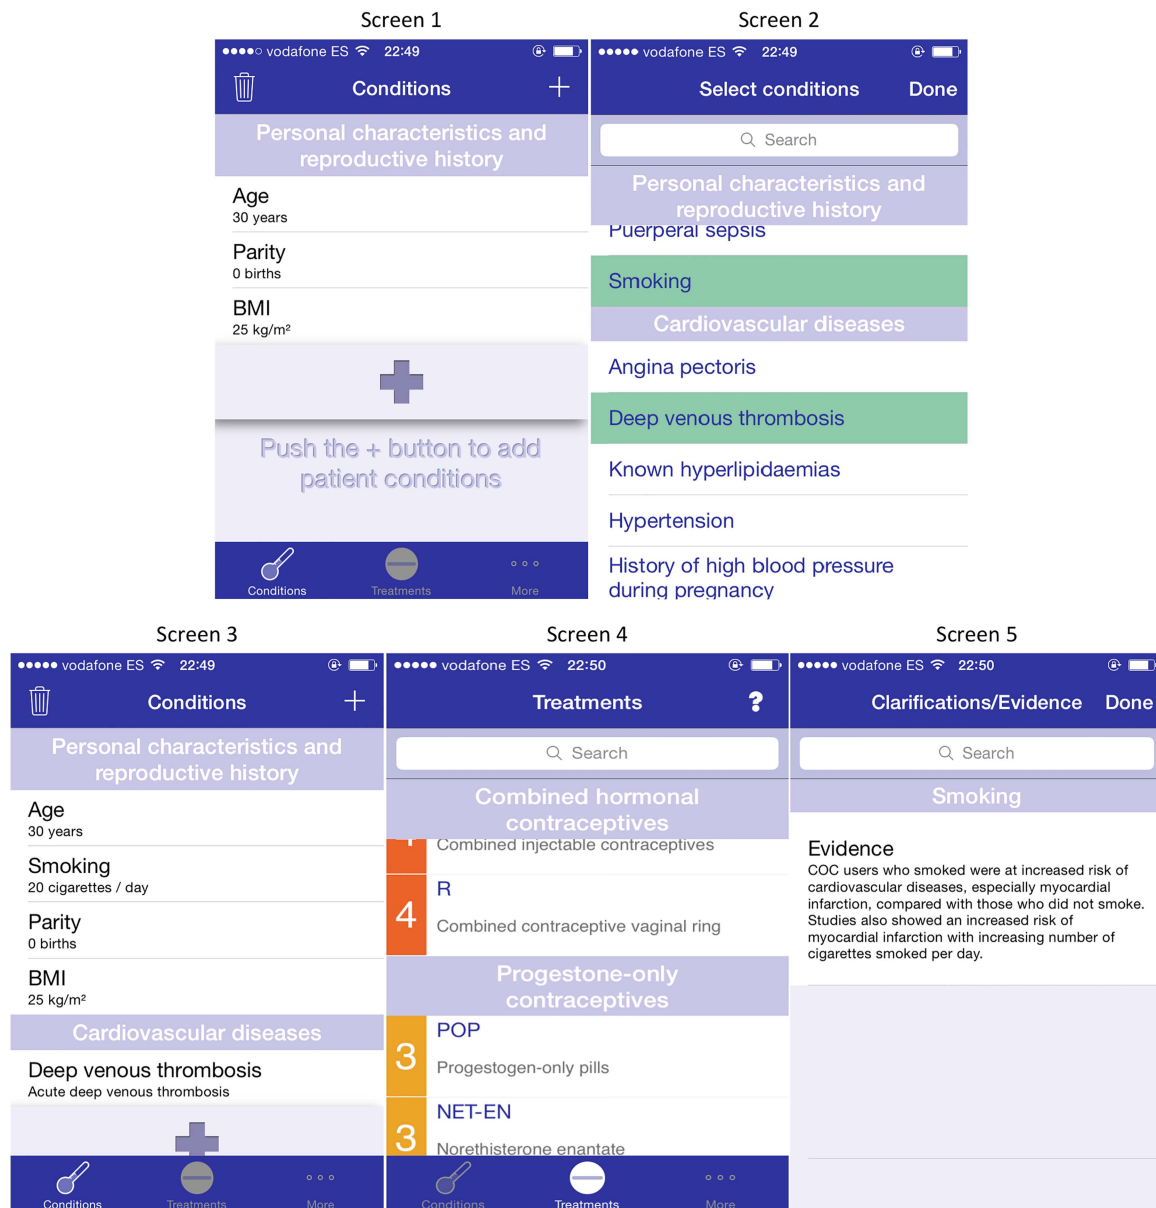 Screen 1
vodafone ES 22:49
Conditions
Personal characteristics and
reproductive history
Age
30 years
Parity
0 births
BMI
25 kg/m²
Push the + button to add
patient conditions
Conditions
Treatments
More
Screen 2
vodafone ES 22:49
Select conditions Done
Search
Personal characteristics and
reproductive history
Puerperal sepsis
Smoking
Cardiovascular diseases
Angina pectoris
Deep venous thrombosis
Known hyperlipidaemias
Hypertension
History of high blood pressure
during pregnancy
Screen 3
vodafone ES 22:49
Conditions
Personal characteristics and
reproductive history
Age
30 years
Smoking
20 cigarettes / day
Parity
0 births
BMI
25 kg/m²
Cardiovascular diseases
Deep venous thrombosis
Acute deep venous thrombosis
Conditions
Treatments
More
Screen 4
vodafone ES 22:50
Treatments ?
Search
Combined hormonal
contraceptives
Combined injectable contraceptives
4
R
Combined contraceptive vaginal ring
Progestone-only
contraceptives
3
POP
Progestogen-only pills
3
NET-EN
Norethisterone enantate
Conditions
Treatments
More
Screen 5
vodafone ES 22:50
Clarifications/Evidence Done
Search
Smoking
Evidence
COC users who smoked were at increased risk of
cardiovascular diseases, especially myocardial
infarction, compared with those who did not smoke.
Studies also showed an increased risk of
myocardial infarction with increasing number of
cigarettes smoked per day.